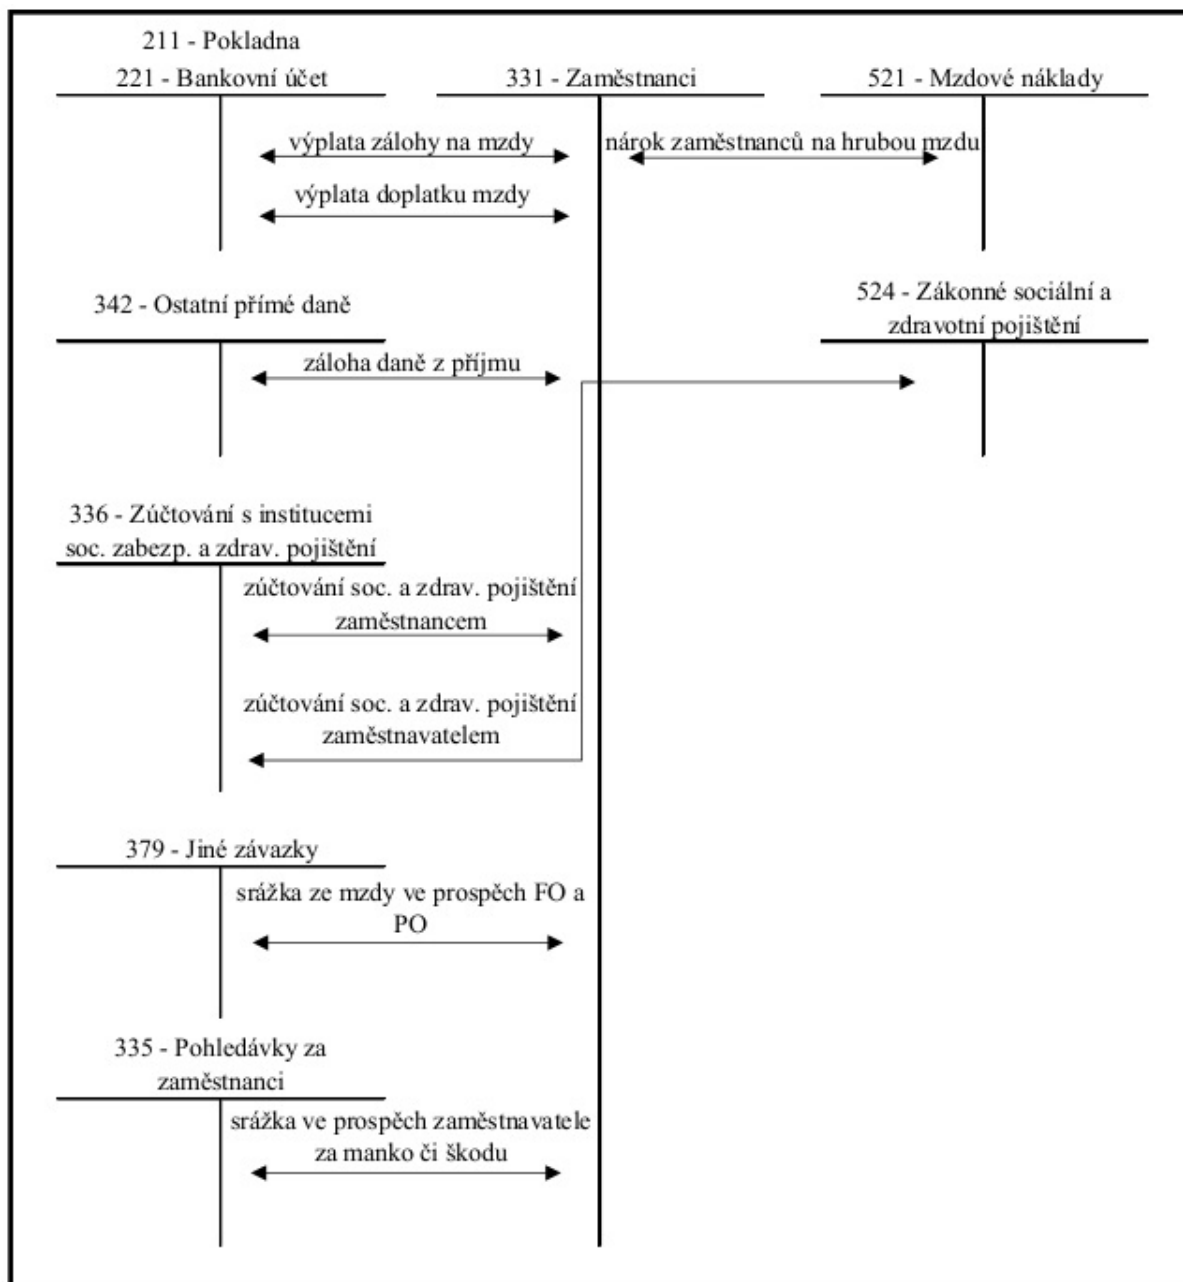 211 - Pokladna
221 - Bankovní účet
331 - Zaměstnanci
521 - Mzdové náklady
výplata zálohy na mzdy
nárok zaměstnanců na hrubou mzdu
výplata doplatku mzdy
342 - Ostatní přímé daně
524 - Zákonné sociální a
zdravotní pojištění
záloha daně z příjmu
336 - Zúčtování s institucemi
soc. zabezp. a zdrav. pojištění
zúčtování soc. a zdrav. pojištění
zaměstnancem
zúčtování soc. a zdrav. pojištění
zaměstnavatelem
379 - Jiné závazky
srážka ze mzdy ve prospěch FO a
PO
335 - Pohledávky za
zaměstnanci
srážka ve prospěch zaměstnavatele
za manko či škodu